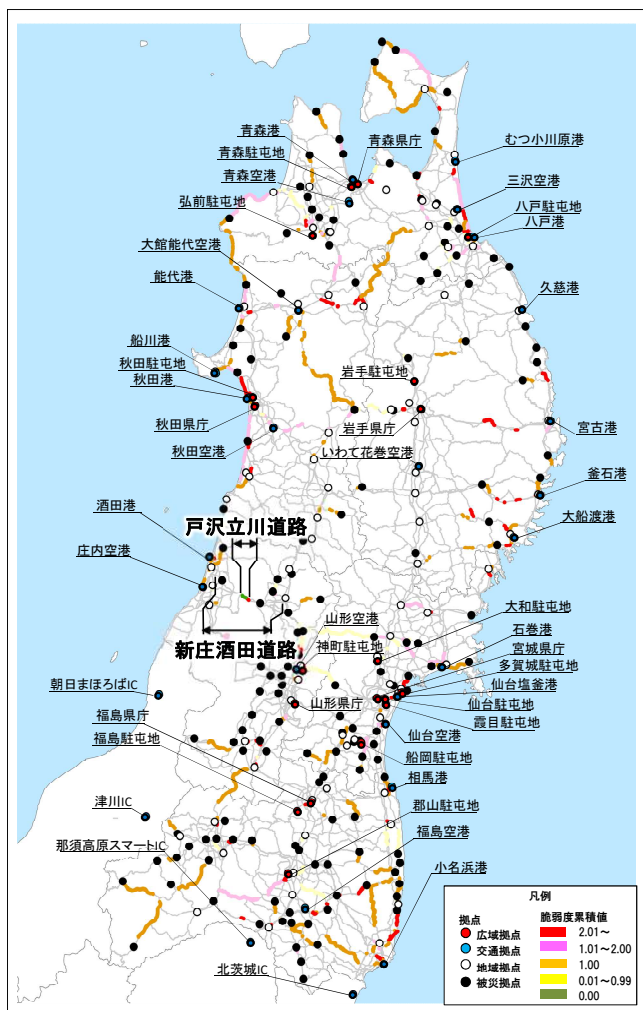 青森港
青森駐屯地
青森空港
弘前駐屯地
大館能代空港
能代港
船川港
秋田駐屯地
秋田港
秋田県庁
秋田空港
青森県庁
むつ小川原港
三沢空港
八戸駐屯地
八戸港
久慈港
岩手駐屯地
岩手県庁
いわて花巻空港
宮古港
釜石港
大船渡港
酒田港
戸沢立川道路
庄内空港
新庄酒田道路
山形空港
神町駐屯地
大和駐屯地
石巻港
宮城県庁
多賀城駐屯地
仙台塩釜港
仙台駐屯地
霞目駐屯地
朝日まほろばIC
山形県庁
仙台空港
福島県庁
福島駐屯地
船岡駐屯地
相馬港
津川IC
郡山駐屯地
那須高原スマートIC
福島空港
小名浜港
北茨城IC
凡例
拠点
広域拠点
交通拠点
地域拠点
被災拠点
脆弱度累積値
2.01～
1.01～2.00
1.00
0.01～0.99
0.00